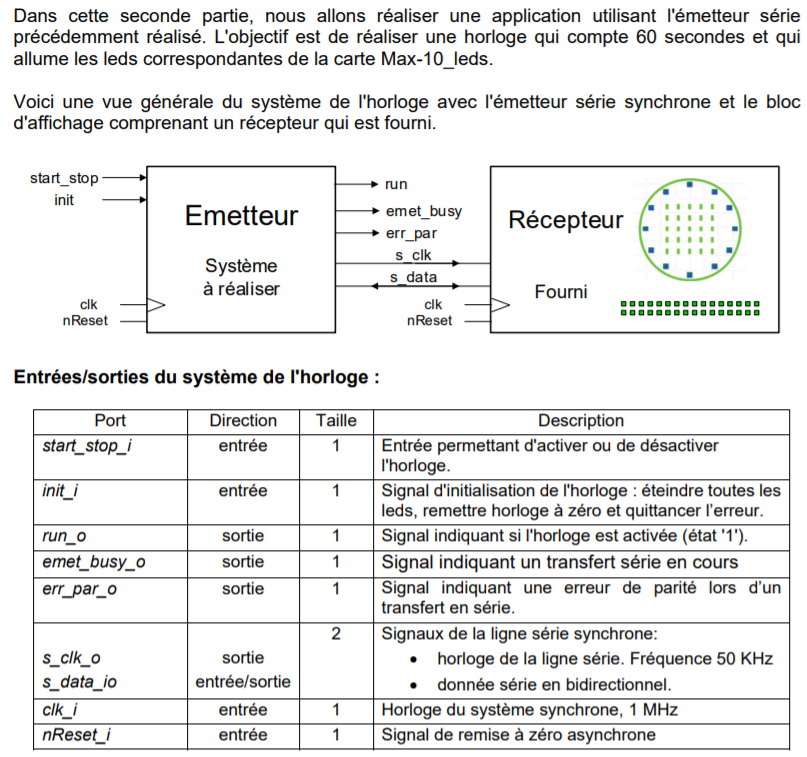 Dans cette seconde partie, nous allons réaliser une application utilisant l'émetteur série
précédemment réalisé. L'objectif est de réaliser une horloge qui compte 60 secondes et qui
allume les leds correspondantes de la carte Max-10_leds.
Voici une vue générale du système de l'horloge avec l'émetteur série synchrone et le bloc
d'affichage comprenant un récepteur qui est fourni.
start_stop
init
Emetteur
Système
à réaliser
clk
nReset
run
emet_busy
err_par
s_clk
s_data
clk
nReset
Récepteur
Fourni
Entrées/sorties du système de l'horloge :
Port Direction Taille Description
start_stop_i entrée 1 Entrée permettant d'activer ou de désactiver
l'horloge.
init_i entrée 1 Signal d'initialisation de l'horloge : éteindre toutes les
leds, remettre horloge à zéro et quittancer l'erreur.
run_o sortie 1 Signal indiquant si l'horloge est activée (état '1').
emet_busy_o sortie 1 Signal indiquant un transfert série en cours
err_par_o sortie 1 Signal indiquant une erreur de parité lors d'un
transfert en série.
2 Signaux de la ligne série synchrone:
s_clk_o sortie • horloge de la ligne série. Fréquence 50 KHz
s_data_io entrée/sortie • donnée série en bidirectionnel.
clk_i entrée 1 Horloge du système synchrone, 1 MHz
nReset_i entrée 1 Signal de remise à zéro asynchrone